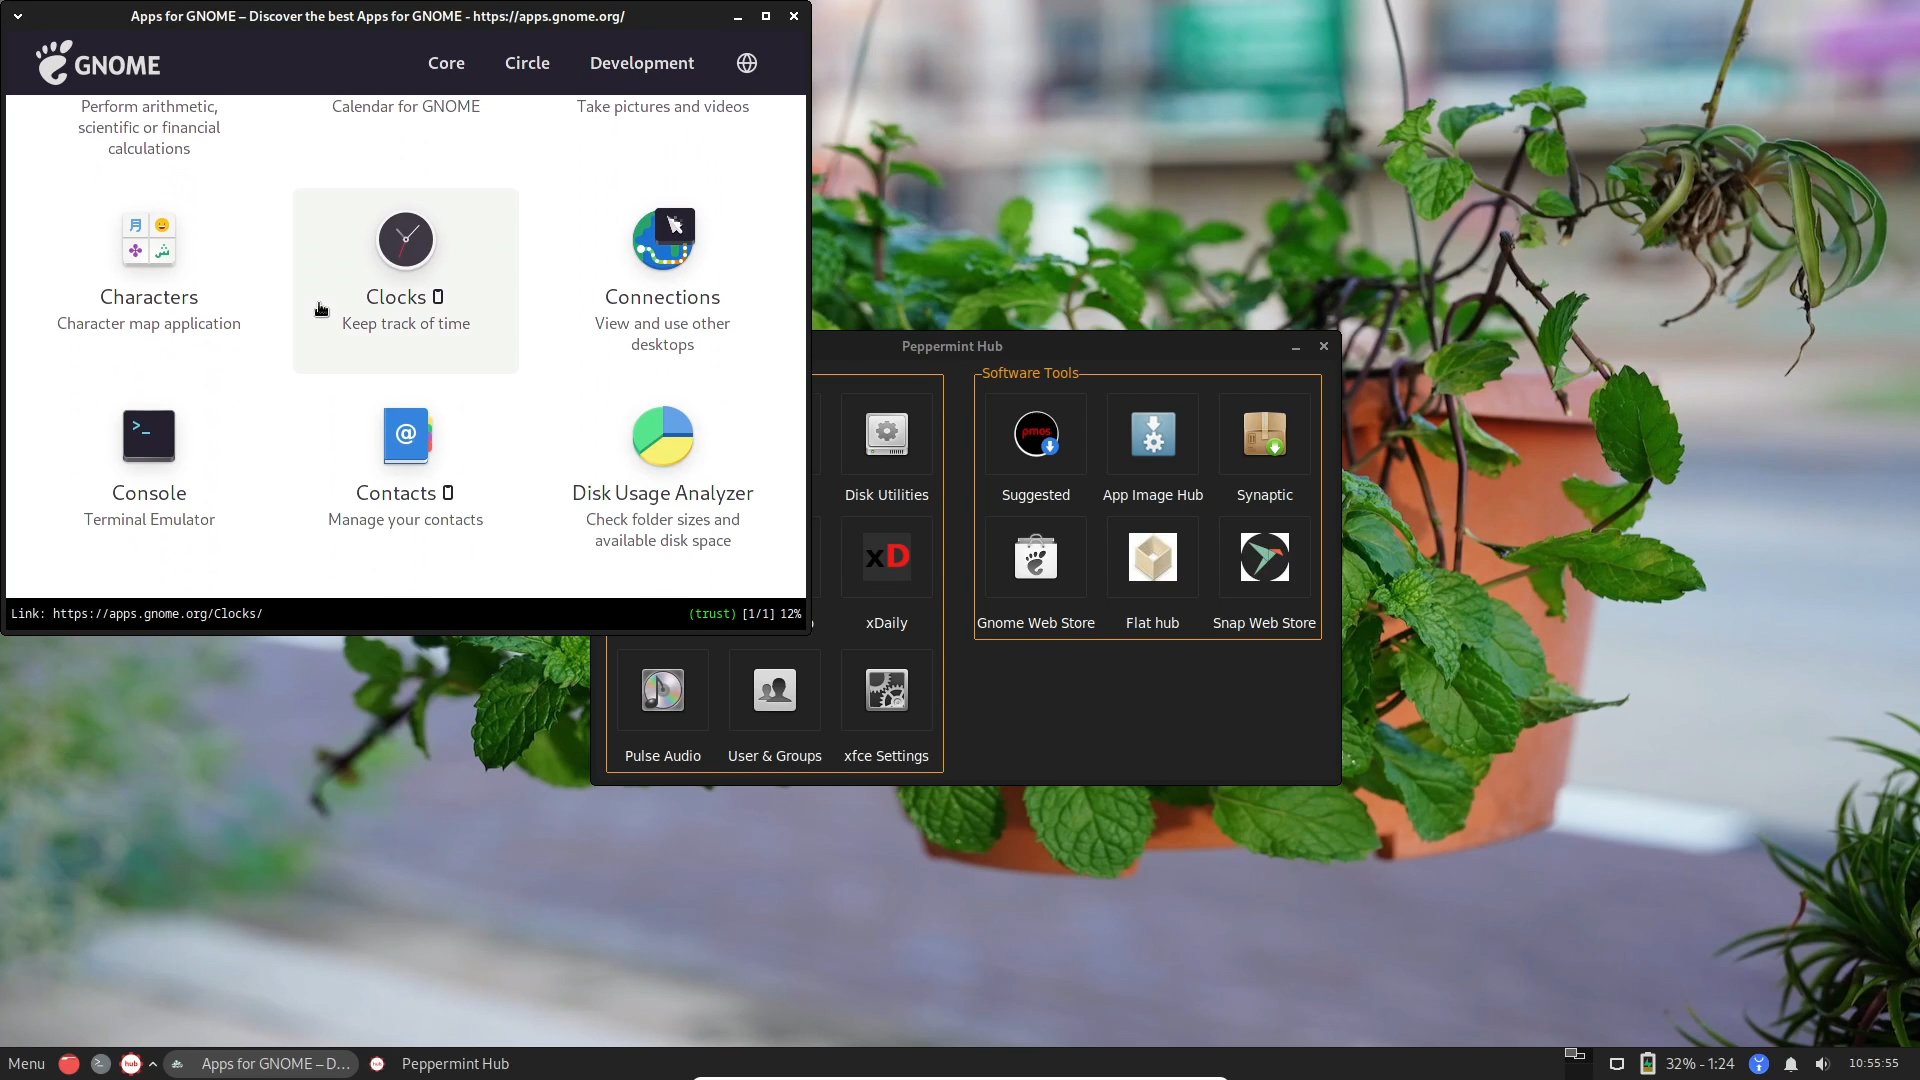 Apps for GNOME – Discover the best Apps for GNOME - https://apps.gnome.org/
GNOME
Core
Circle
Development
Perform arithmetic,
scientific or financial
calculations
Calendar for GNOME
Take pictures and videos
月
ش
Characters
Character map application
Clocks
Keep track of time
Connections
View and use other
desktops
>_
Console
Terminal Emulator
@
Contacts
Manage your contacts
Disk Usage Analyzer
Check folder sizes and
available disk space
Link: https://apps.gnome.org/Clocks/
(trust) [1/1] 12%
Peppermint Hub
Disk Utilities
xD
xDaily
Pulse Audio
User & Groups
xfce Settings
Software Tools
pmos
Suggested
App Image Hub
Synaptic
Gnome Web Store
Flat hub
Snap Web Store
Menu
hub
Apps for GNOME – D...
Peppermint Hub
32% - 1:24
10:55:55